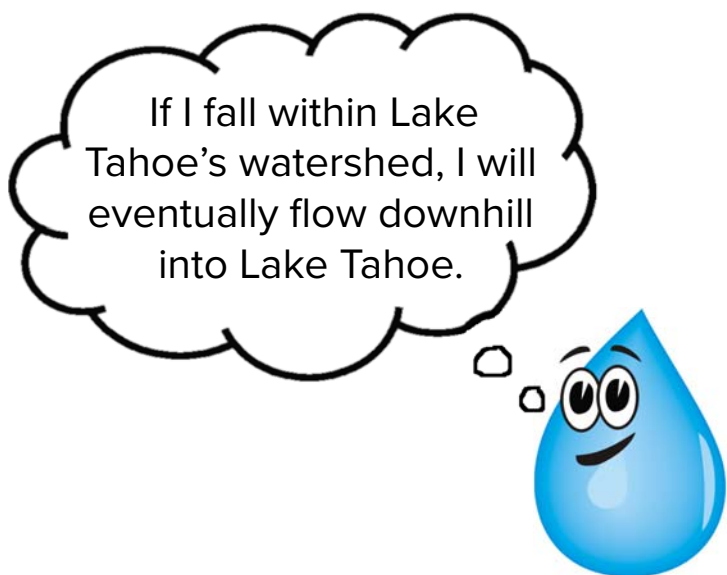 If I fall within Lake
Tahoe’s watershed, I will
eventually flow downhill
into Lake Tahoe.